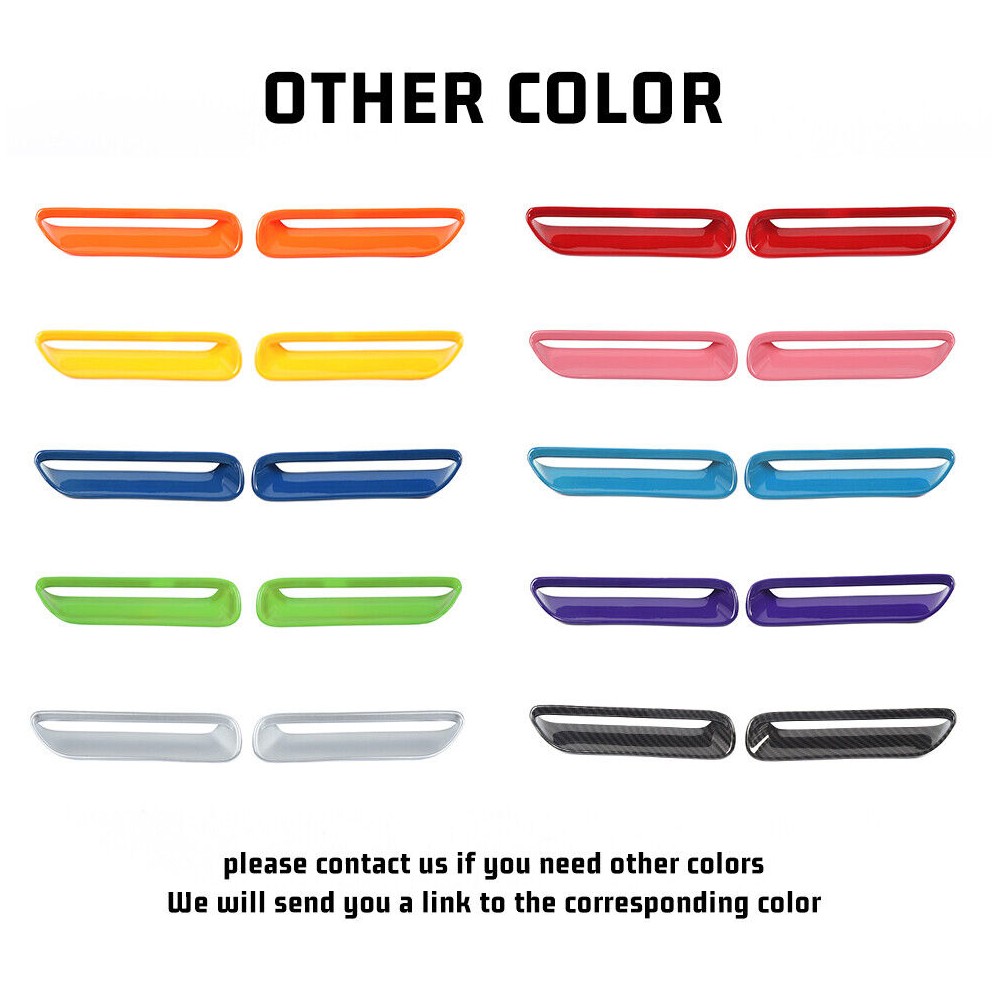 OTHER COLOR
please contact us if you need other colors
We will send you a link to the corresponding color